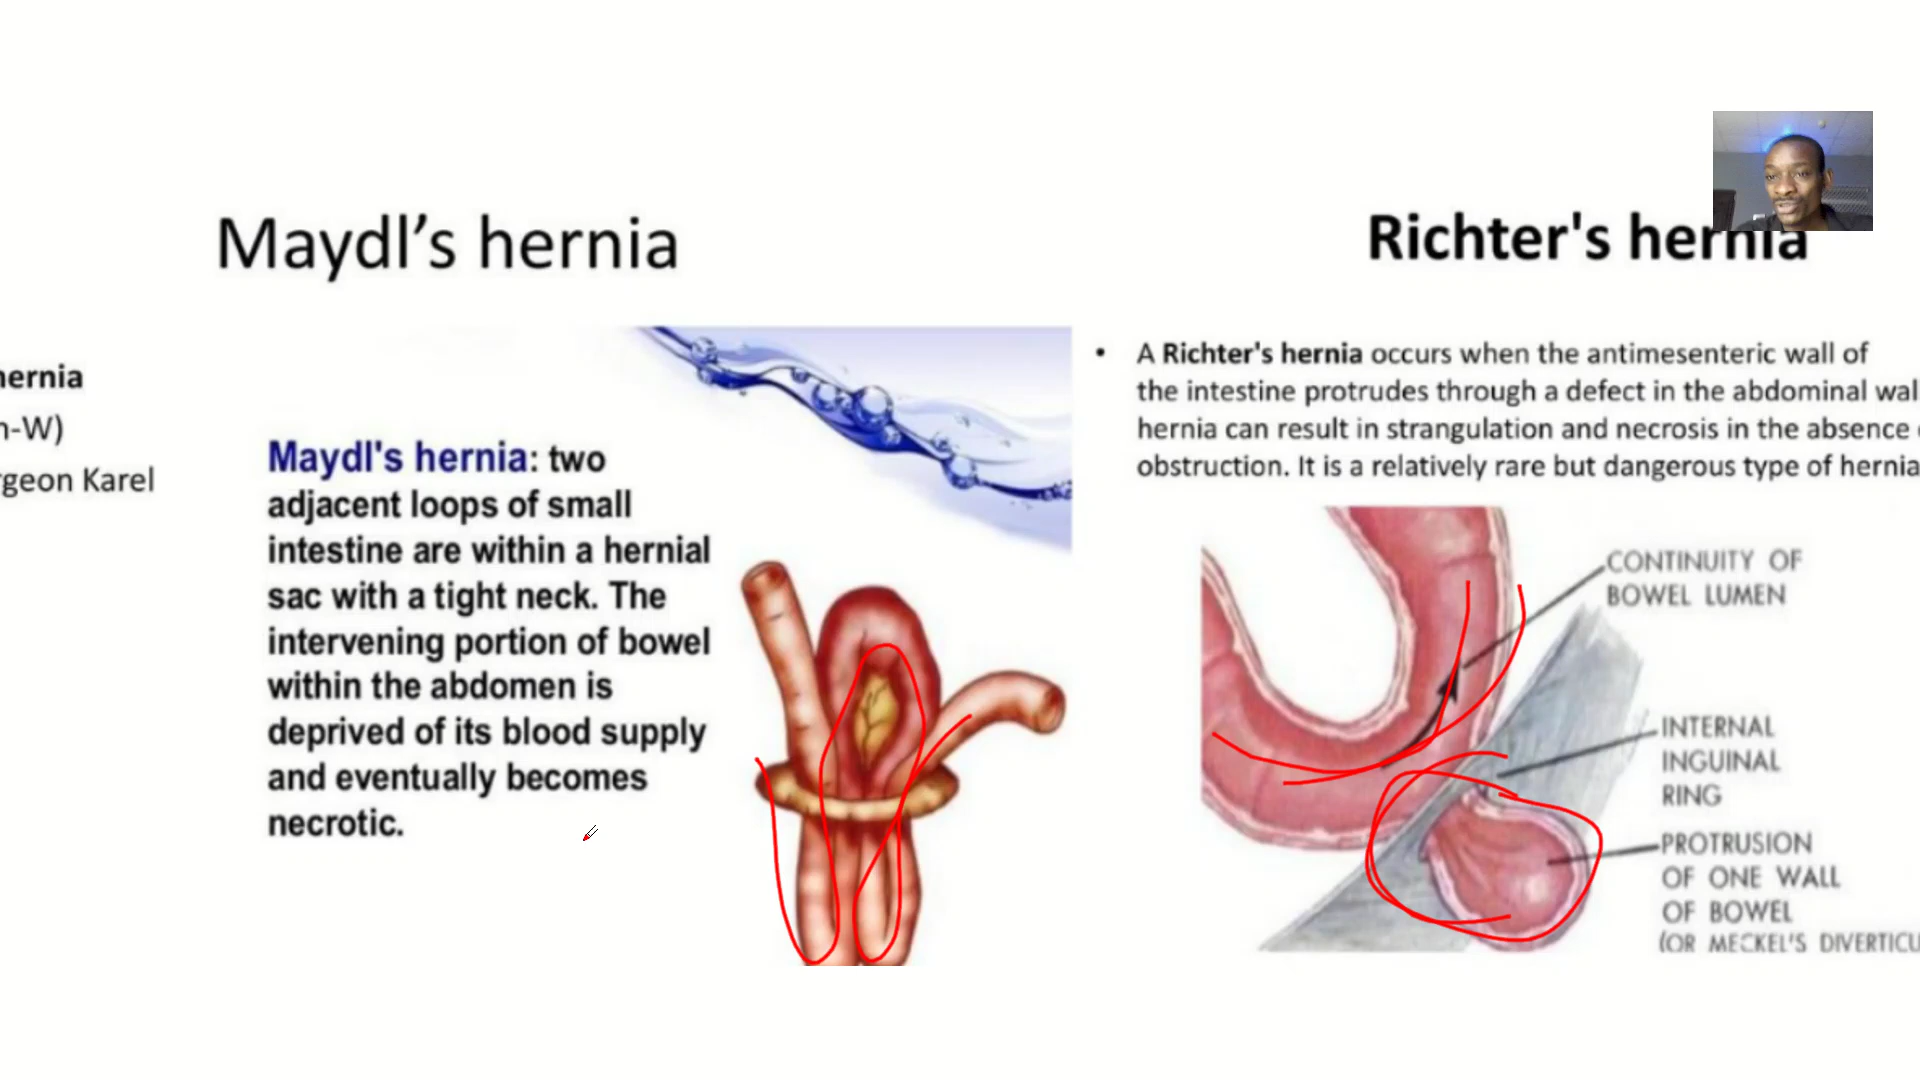 Maydl’s hernia
Richter's hernia
hernia
n-W)
rgeon Karel
Maydl's hernia: two
adjacent loops of small
intestine are within a hernial
sac with a tight neck. The
intervening portion of bowel
within the abdomen is
deprived of its blood supply
and eventually becomes
necrotic.
• A Richter's hernia occurs when the antimesenteric wall of
the intestine protrudes through a defect in the abdominal wal
hernia can result in strangulation and necrosis in the absence
obstruction. It is a relatively rare but dangerous type of hernia
CONTINUITY OF
BOWEL LUMEN
INTERNAL
INGUINAL
RING
PROTRUSION
OF ONE WALL
OF BOWEL
(OR MECKEL'S DIVERTICU